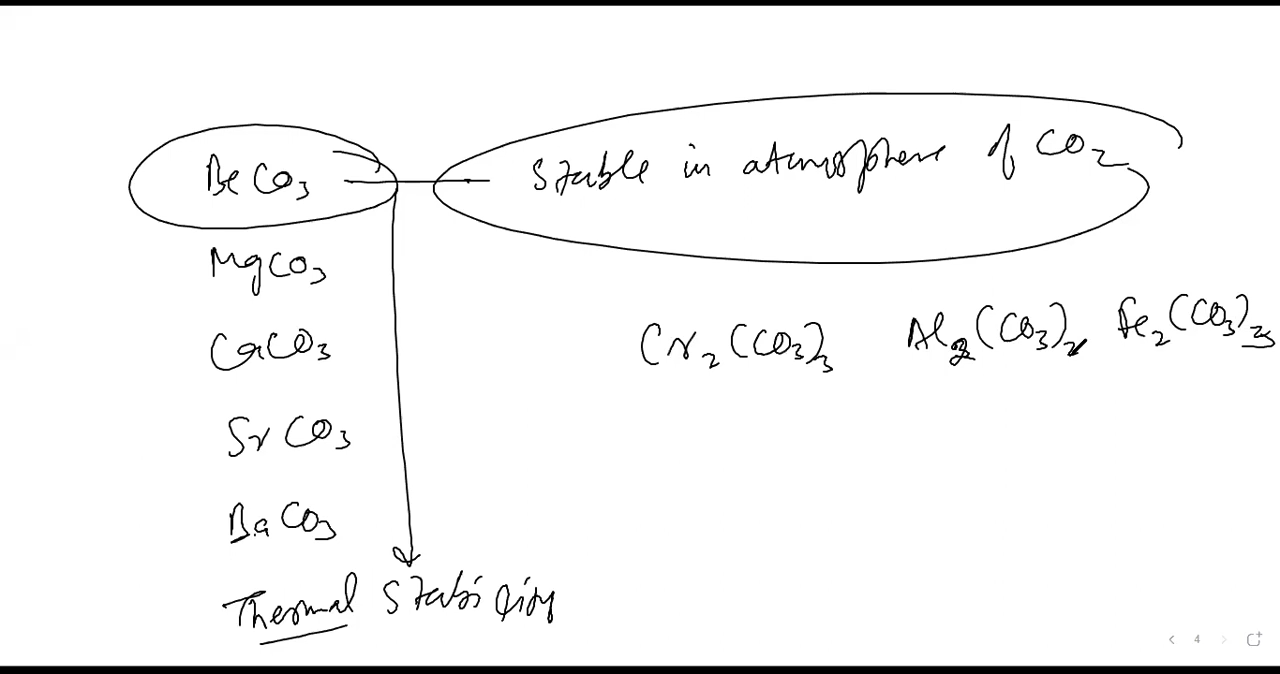 BeCO3 — Stable in atmosphere of CO2
MgCO3
CaCO3
Cr2(CO3)3 Al2(CO3)3 Fe2(CO3)3
SrCO3
BaCO3
Thermal Stability
4